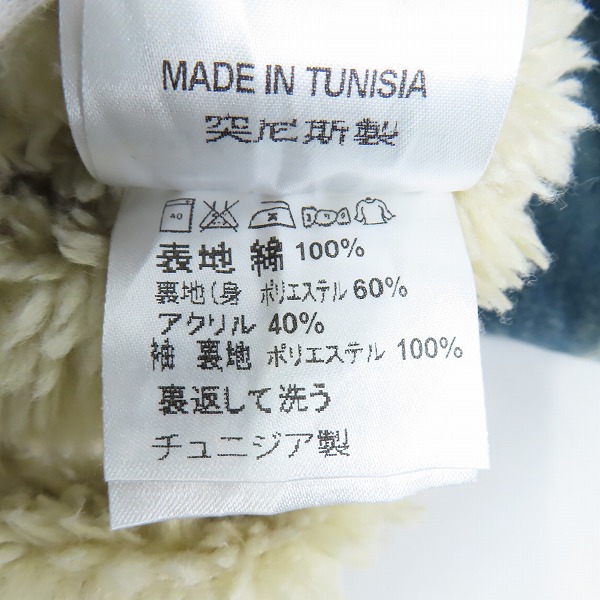 MADE IN TUNISIA
突尼斯製
40
表地 綿 100%
裏地(身 ポリエステル 60%
アクリル 40%
袖 裏地 ポリエステル 100%
裏返して洗う
チュニジア製